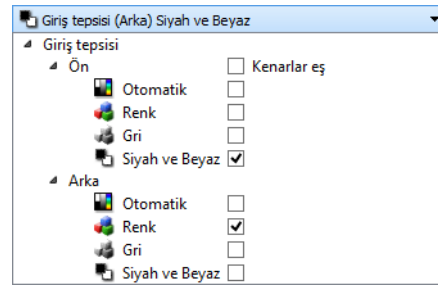 Giriş tepsisi (Arka) Siyah ve Beyaz
Giriş tepsisi
Ön Kenarlar eş
Otomatik
Renk
Gri
Siyah ve Beyaz
Arka
Otomatik
Renk
Gri
Siyah ve Beyaz